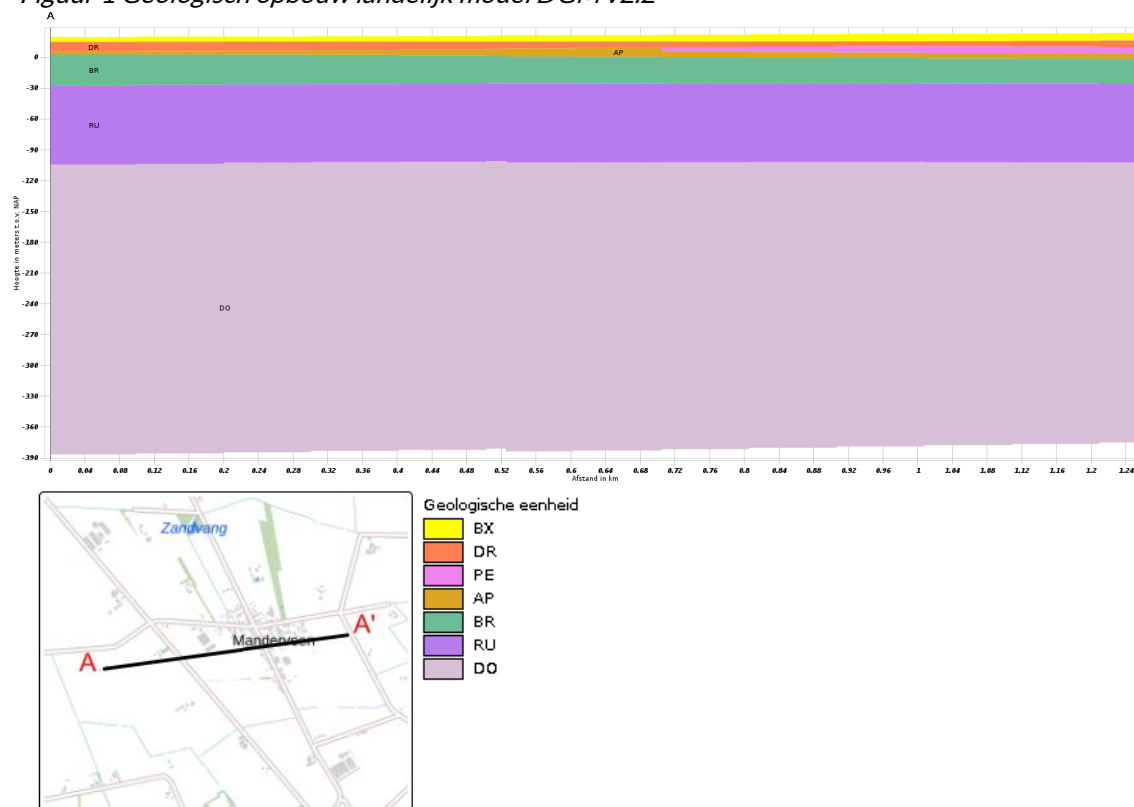 Figuur 1 Geologisch opbouw landelijk model DGM v2.2
A
DR
AP
BR
RU
DO
0
-30
-60
-90
-120
-150
-180
-210
-240
-270
-300
-330
-360
-390
Hoogte in meters t.o.v. NAP
0 0.04 0.08 0.12 0.16 0.2 0.24 0.28 0.32 0.36 0.4 0.44 0.48 0.52 0.56 0.6 0.64 0.68 0.72 0.76 0.8 0.84 0.88 0.92 0.96 1 1.04 1.08 1.12 1.16 1.2 1.24
Afstand in km
Zandvang
Manderveen
A
A'
Geologische eenheid
BX
DR
PE
AP
BR
RU
DO